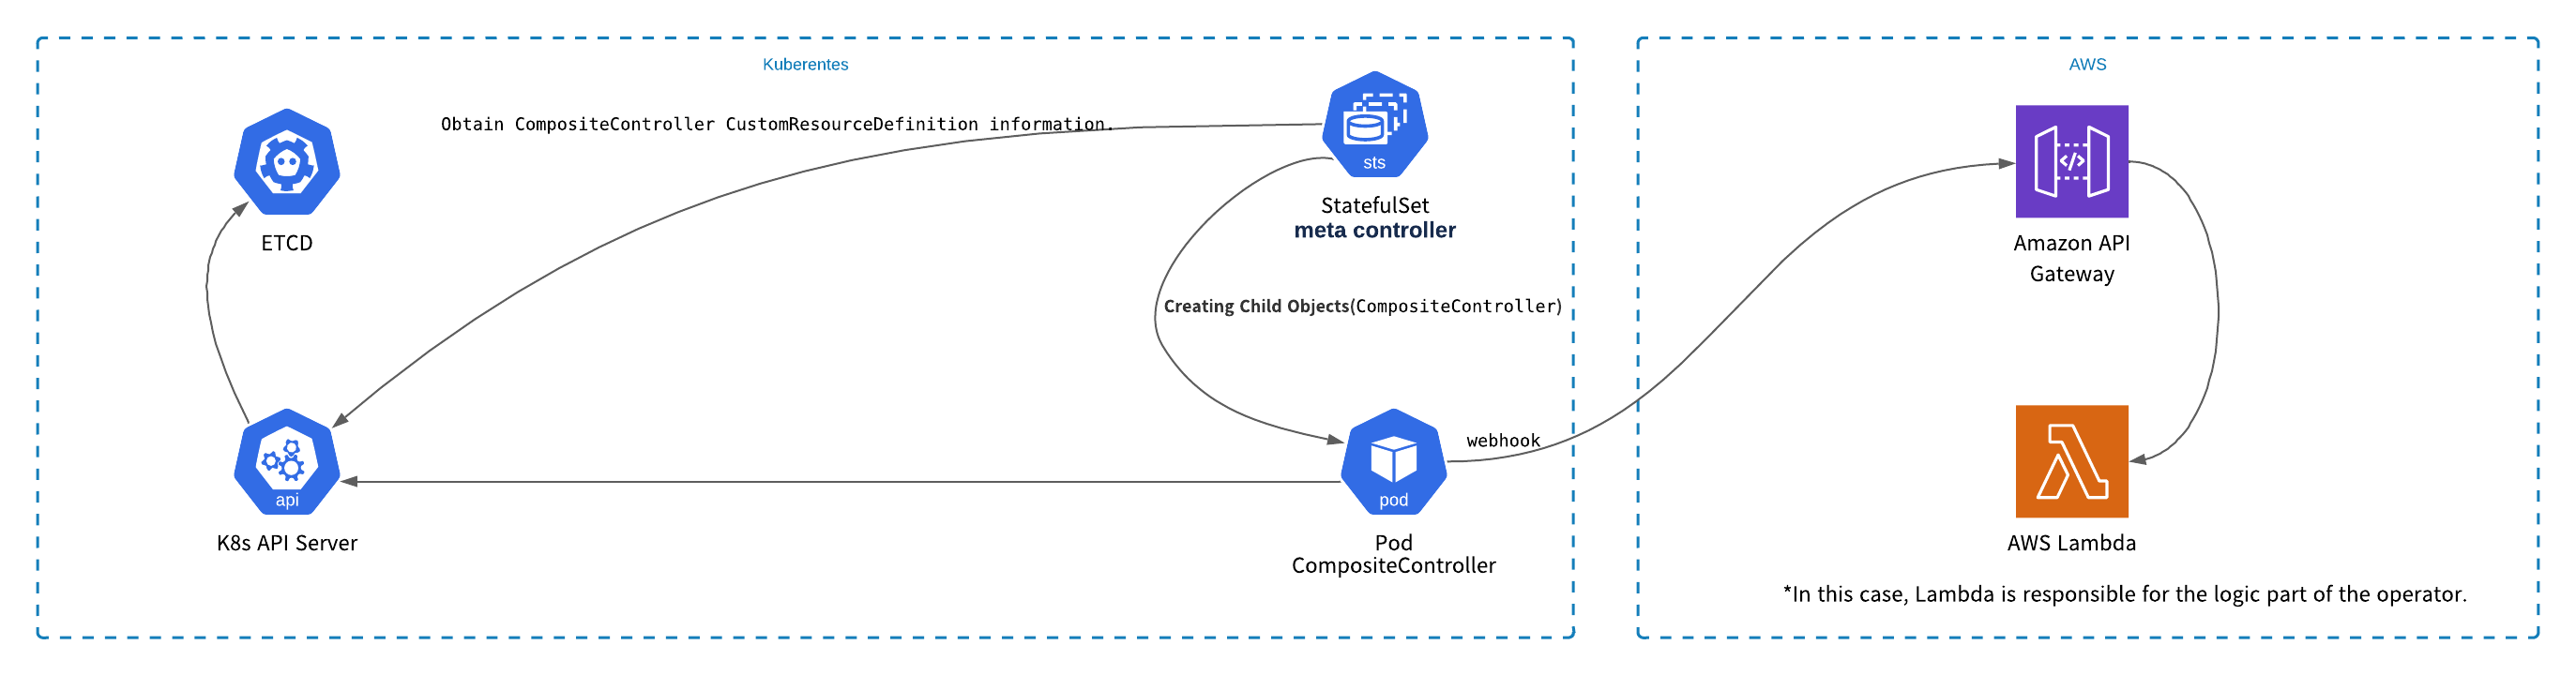 Kuberentes
AWS
Obtain CompositeController CustomResourceDefinition information.
sts
StatefulSet
meta controller
ETCD
Amazon API
Gateway
Creating Child Objects(CompositeController)
webhook
api
K8s API Server
pod
Pod
CompositeController
AWS Lambda
*In this case, Lambda is responsible for the logic part of the operator.